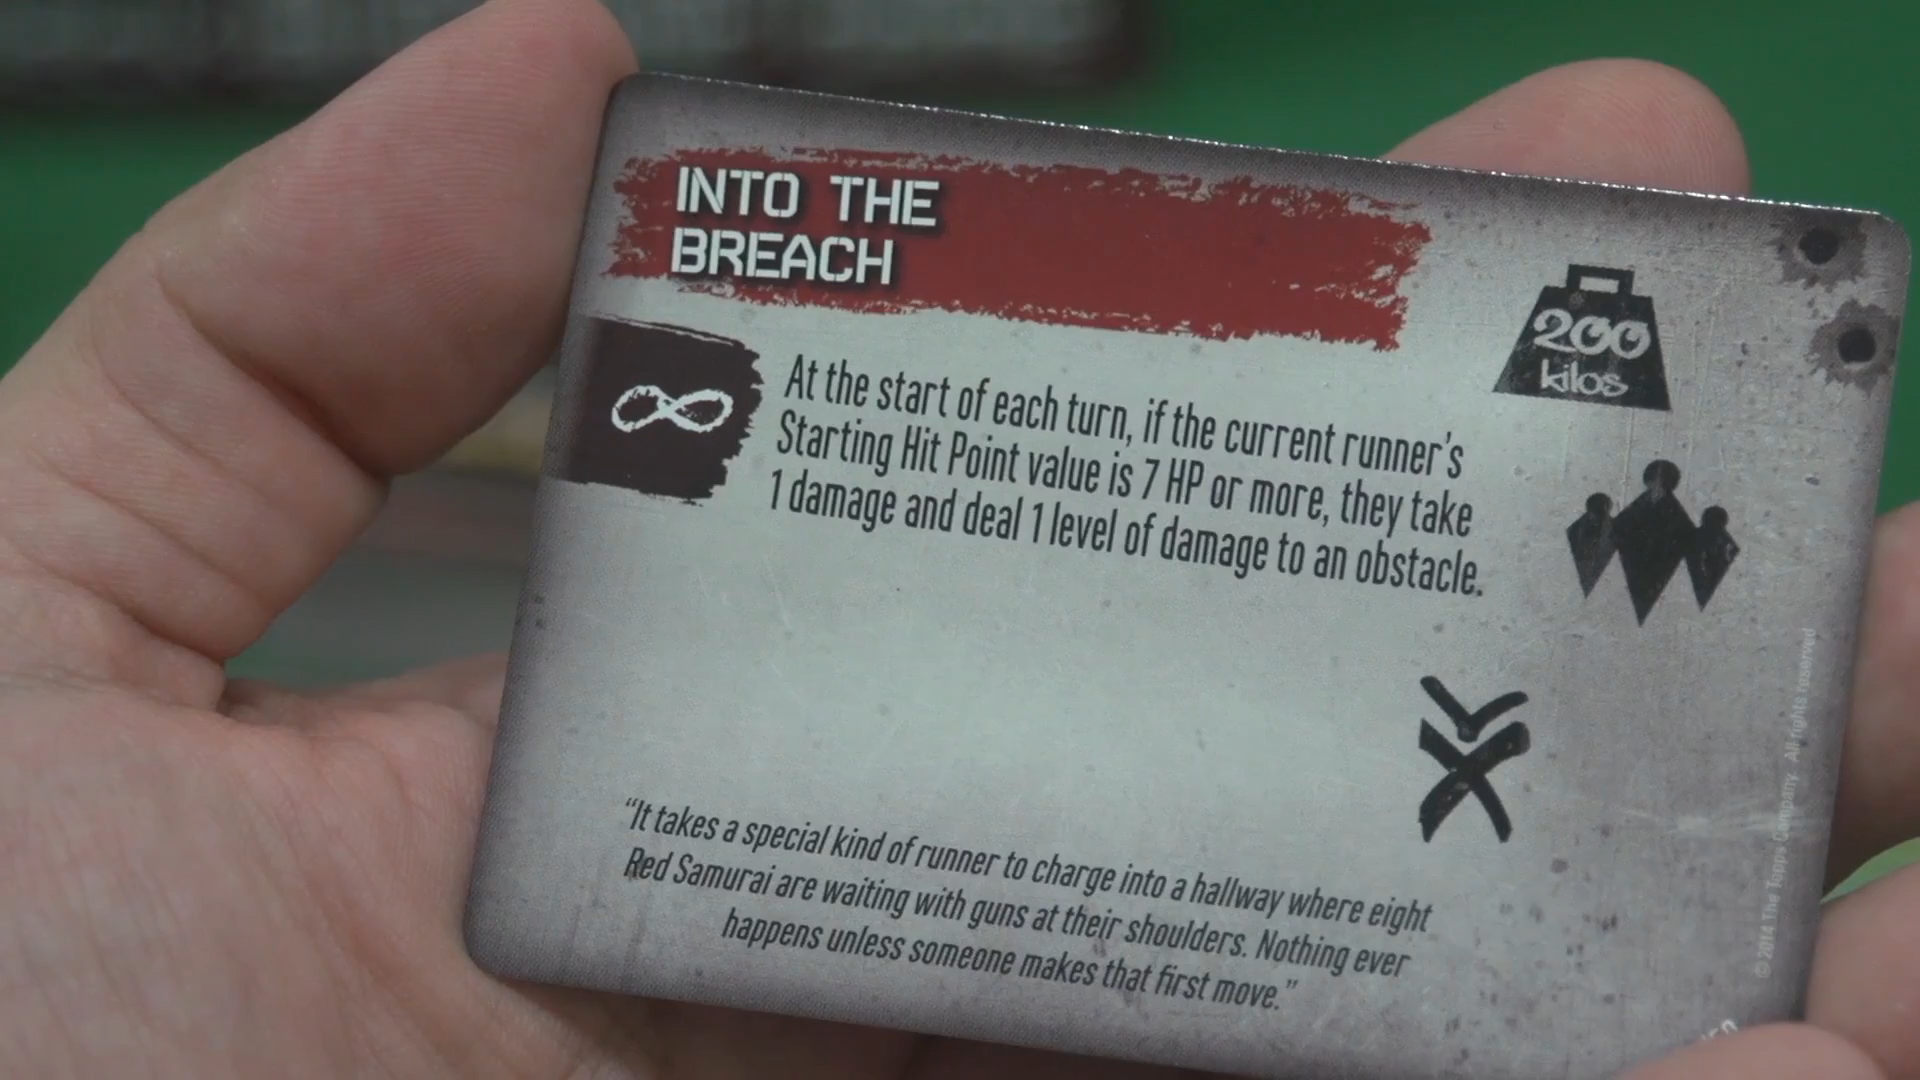 INTO THE
BREACH
200
kilos
At the start of each turn, if the current runner's
Starting Hit Point value is 7 HP or more, they take
1 damage and deal 1 level of damage to an obstacle.
“It takes a special kind of runner to charge into a hallway where eight
Red Samurai are waiting with guns at their shoulders. Nothing ever
happens unless someone makes that first move.”
© 2014 The Topps Company. All rights reserved